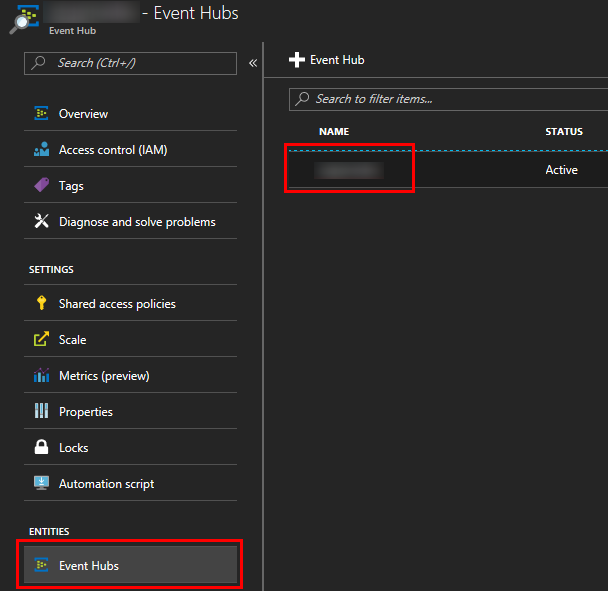 - Event Hubs
Event Hub
Search (Ctrl+/)
Overview
Access control (IAM)
Tags
Diagnose and solve problems
SETTINGS
Shared access policies
Scale
Metrics (preview)
Properties
Locks
Automation script
ENTITIES
Event Hubs
Event Hub
Search to filter items...
NAME STATUS
Active